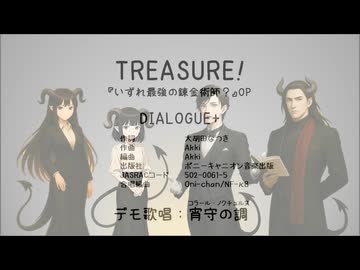 TREASURE!
『いずれ最強の錬金術師？』OP
DIALOGUE+
作詞 大胡田なつき
作曲 Akki
編曲 Akki
出版社 ポニーキャニオン音楽出版
JASRACコード 502-0061-5
合唱編曲 Oni-chan/NF-κB
コラール・ノクチュルヌ
デモ歌唱：宵守の調